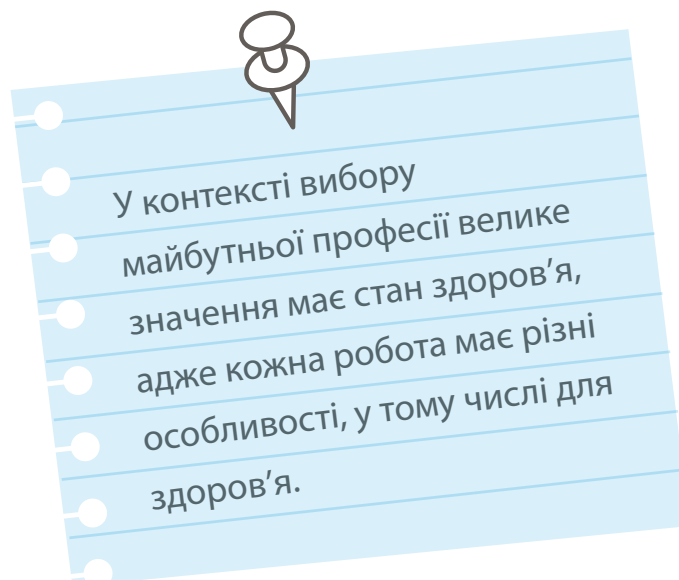 У контексті вибору
майбутньої професії велике
значення має стан здоров’я,
адже кожна робота має різні
особливості, у тому числі для
здоров’я.